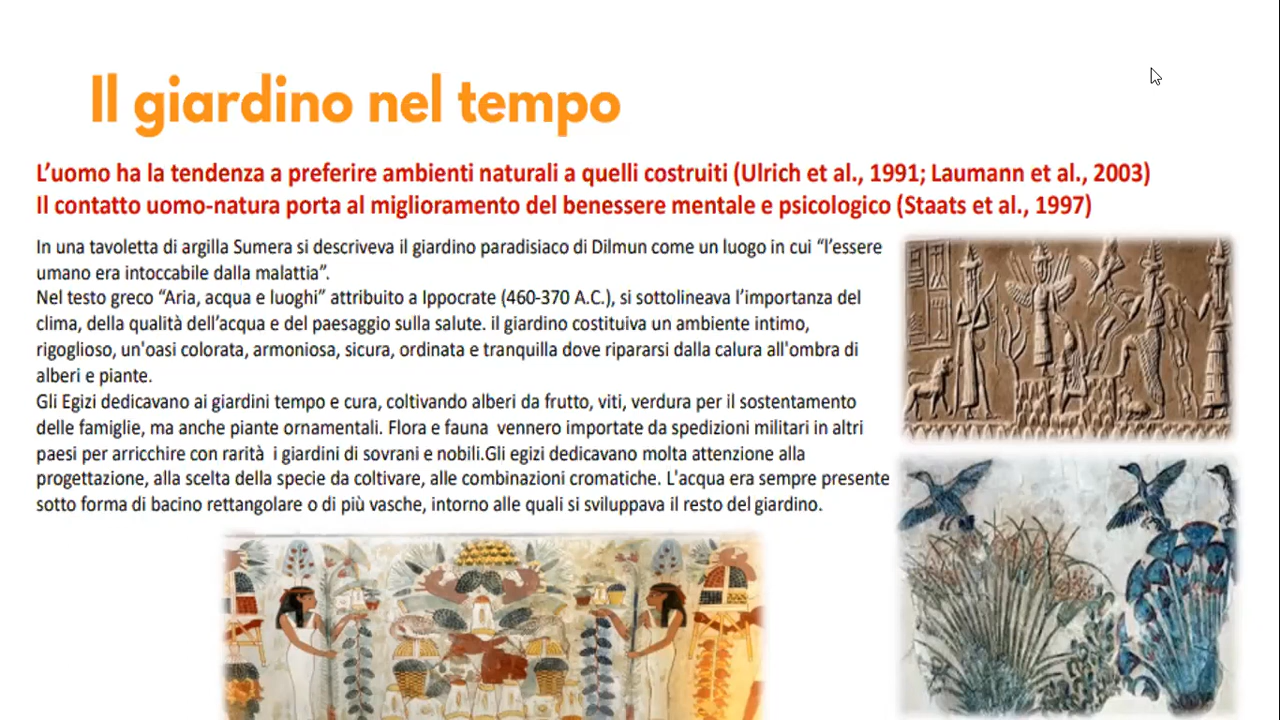 Il giardino nel tempo
L’uomo ha la tendenza a preferire ambienti naturali a quelli costruiti (Ulrich et al., 1991; Laumann et al., 2003)
Il contatto uomo-natura porta al miglioramento del benessere mentale e psicologico (Staats et al., 1997)
In una tavoletta di argilla Sumera si descriveva il giardino paradisiaco di Dilmun come un luogo in cui “l’essere
umano era intoccabile dalla malattia”.
Nel testo greco “Aria, acqua e luoghi” attribuito a Ippocrate (460-370 A.C.), si sottolineava l’importanza del
clima, della qualità dell’acqua e del paesaggio sulla salute. il giardino costituiva un ambiente intimo,
rigoglioso, un'oasi colorata, armoniosa, sicura, ordinata e tranquilla dove ripararsi dalla calura all'ombra di
alberi e piante.
Gli Egizi dedicavano ai giardini tempo e cura, coltivando alberi da frutto, viti, verdura per il sostentamento
delle famiglie, ma anche piante ornamentali. Flora e fauna  vennero importate da spedizioni militari in altri
paesi per arricchire con rarità  i giardini di sovrani e nobili.Gli egizi dedicavano molta attenzione alla
progettazione, alla scelta della specie da coltivare, alle combinazioni cromatiche. L'acqua era sempre presente
sotto forma di bacino rettangolare o di più vasche, intorno alle quali si sviluppava il resto del giardino.